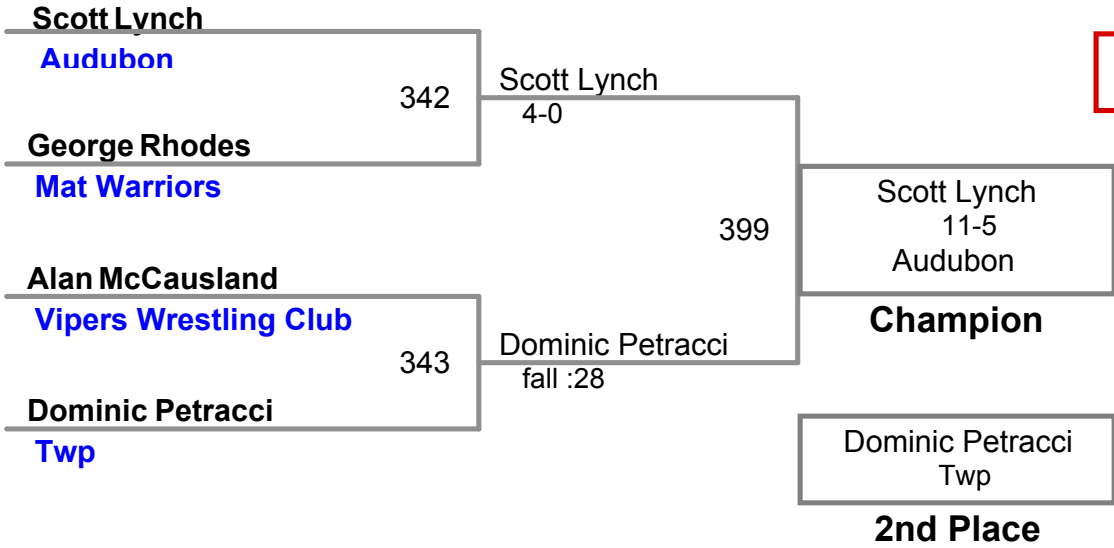 Scott Lynch
Audubon
342
Scott Lynch
4-0
George Rhodes
Mat Warriors
399
Scott Lynch
11-5
Audubon
Champion
Alan McCausland
Vipers Wrestling Club
343
Dominic Petracci
fall :28
Dominic Petracci
Twp
Dominic Petracci
Twp
2nd Place